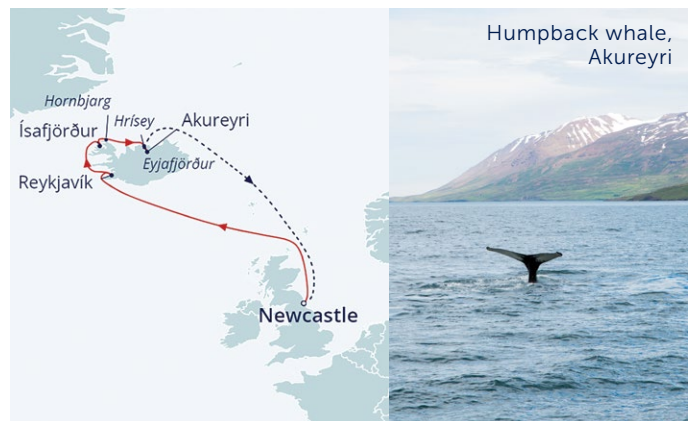 Hornbjarg
Hrísey
Akureyri
Ísafjörður
Eyjafjörður
Reykjavík
Newcastle
Humpback whale,
Akureyri